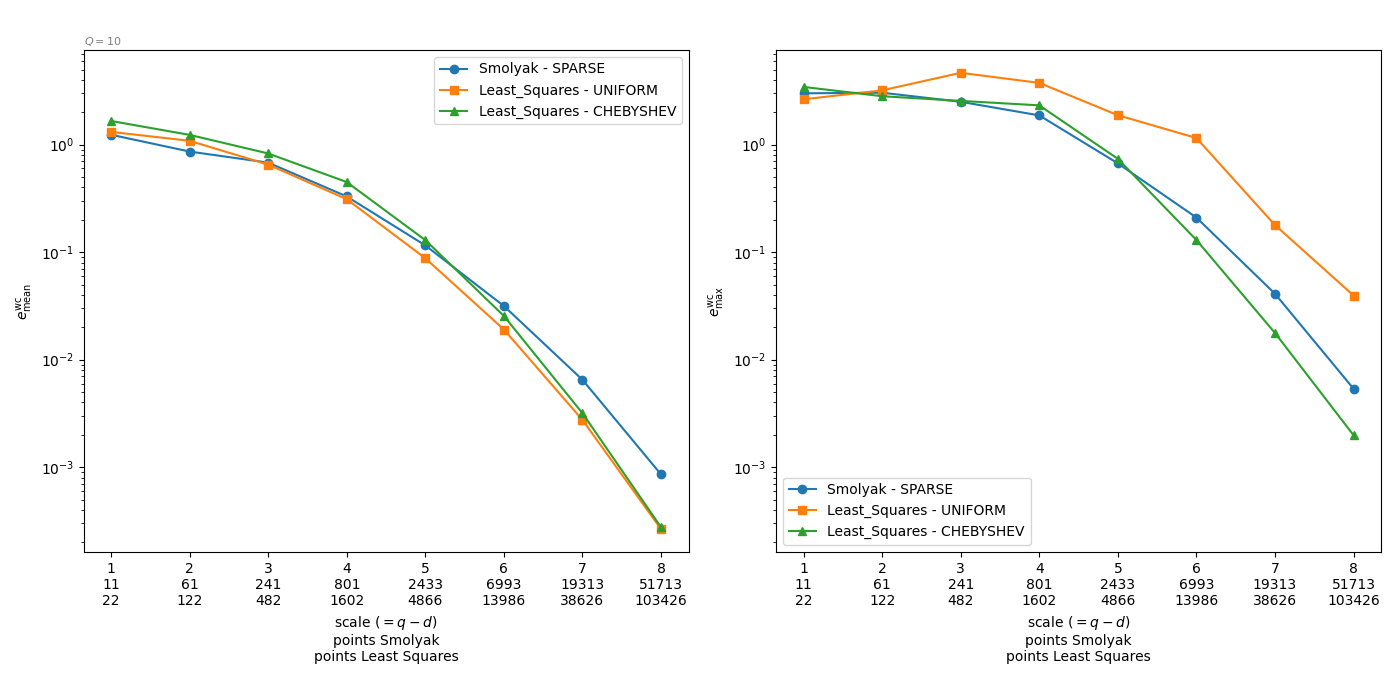 Q = 10
10⁰
10⁻¹
10⁻²
10⁻³
e_mean^wc
Smolyak - SPARSE
Least_Squares - UNIFORM
Least_Squares - CHEBYSHEV
1 2 3 4 5 6 7 8
11 61 241 801 2433 6993 19313 51713
22 122 482 1602 4866 13986 38626 103426
scale (= q − d)
points Smolyak
points Least Squares
10⁰
10⁻¹
10⁻²
10⁻³
e_max^wc
Smolyak - SPARSE
Least_Squares - UNIFORM
Least_Squares - CHEBYSHEV
1 2 3 4 5 6 7 8
11 61 241 801 2433 6993 19313 51713
22 122 482 1602 4866 13986 38626 103426
scale (= q − d)
points Smolyak
points Least Squares